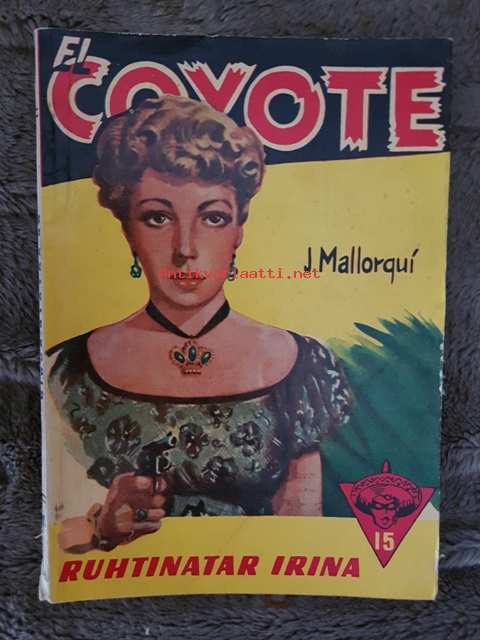 EL
COYOTE
J. Mallorquí
antikvariaatti.net
15
RUHTINATAR IRINA